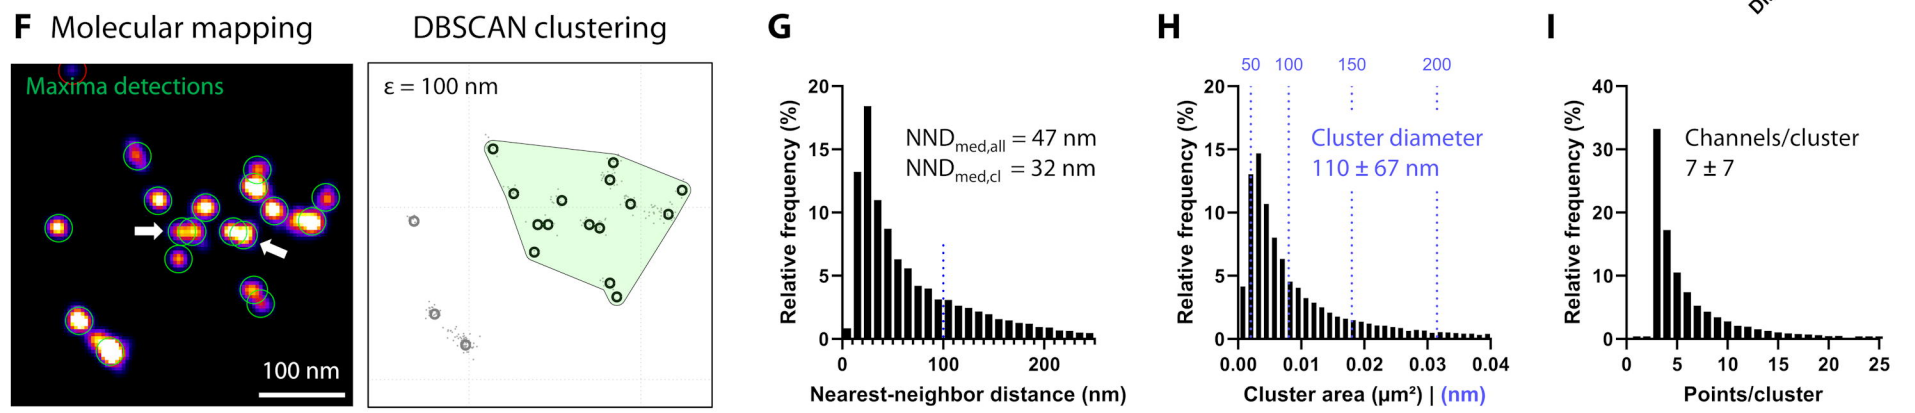 F Molecular mapping
DBSCAN clustering
Maxima detections
100 nm
ε = 100 nm
G
20
15
10
5
0
Relative frequency (%)
NNDmed,all = 47 nm
NNDmed,cl = 32 nm
0 100 200
Nearest-neighbor distance (nm)
H
50 100 150 200
20
15
10
5
0
Relative frequency (%)
Cluster diameter
110 ± 67 nm
0.00 0.01 0.02 0.03 0.04
Cluster area (µm²) | (nm)
I
40
30
20
10
0
Relative frequency (%)
Channels/cluster
7 ± 7
0 5 10 15 20 25
Points/cluster